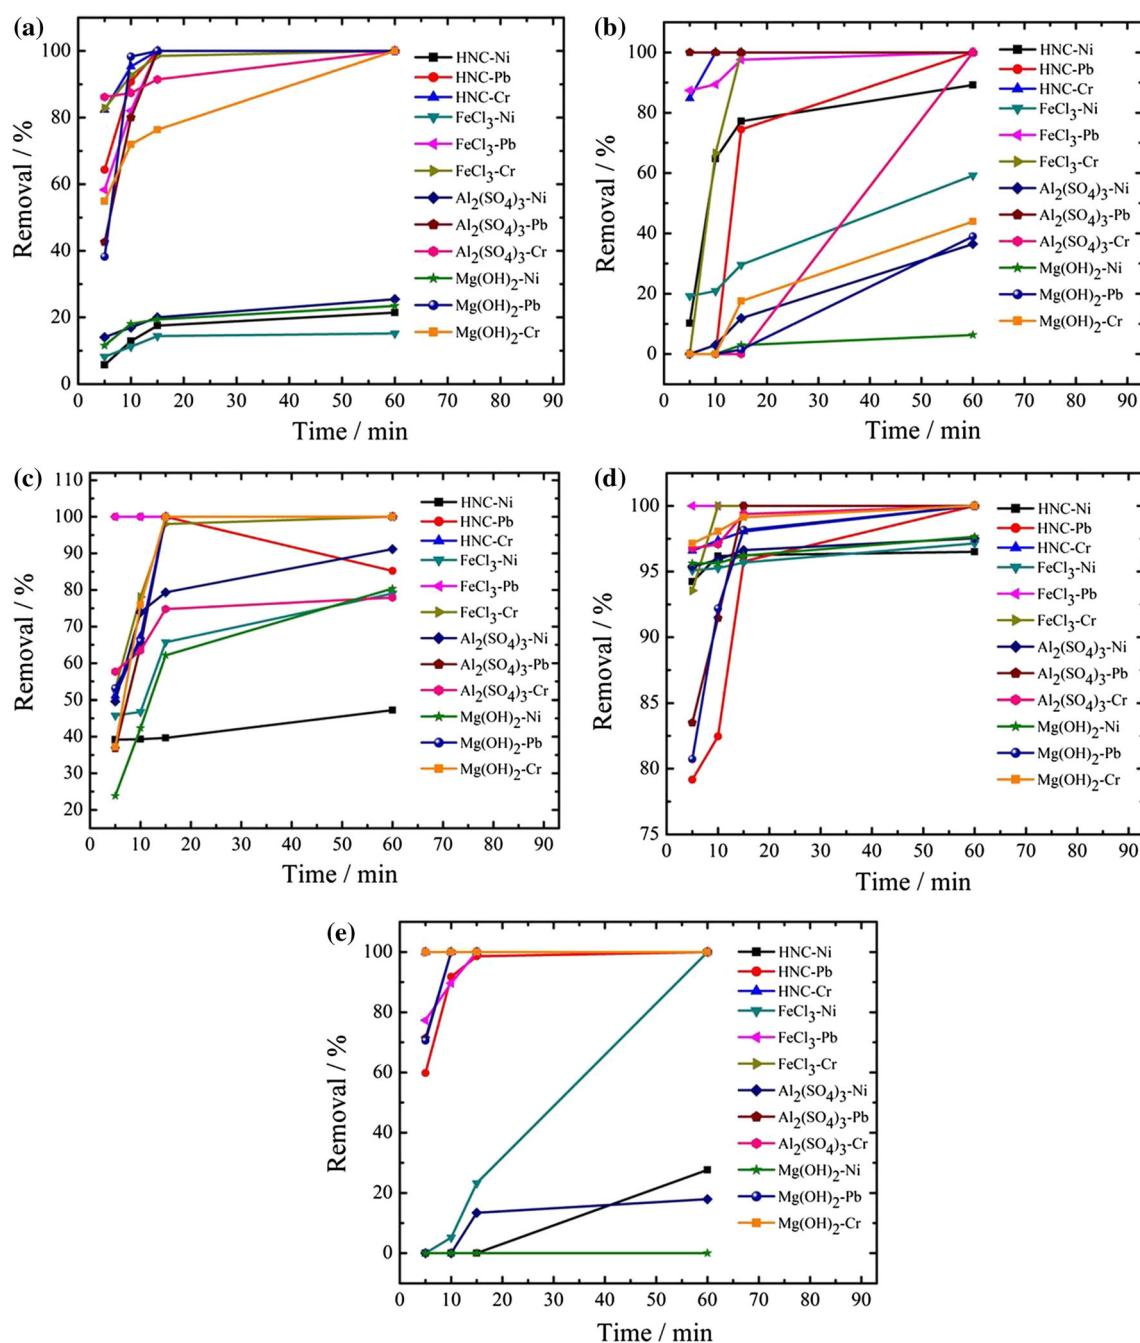 (a)
100
80
60
40
20
0
Removal / %
0 10 20 30 40 50 60 70 80 90
Time / min
HNC-Ni
HNC-Pb
HNC-Cr
FeCl3-Ni
FeCl3-Pb
FeCl3-Cr
Al2(SO4)3-Ni
Al2(SO4)3-Pb
Al2(SO4)3-Cr
Mg(OH)2-Ni
Mg(OH)2-Pb
Mg(OH)2-Cr
(b)
100
80
60
40
20
0
Removal / %
0 10 20 30 40 50 60 70 80 90
Time / min
HNC-Ni
HNC-Pb
HNC-Cr
FeCl3-Ni
FeCl3-Pb
FeCl3-Cr
Al2(SO4)3-Ni
Al2(SO4)3-Pb
Al2(SO4)3-Cr
Mg(OH)2-Ni
Mg(OH)2-Pb
Mg(OH)2-Cr
(c)
110
100
90
80
70
60
50
40
30
20
Removal / %
0 10 20 30 40 50 60 70 80 90
Time / min
HNC-Ni
HNC-Pb
HNC-Cr
FeCl3-Ni
FeCl3-Pb
FeCl3-Cr
Al2(SO4)3-Ni
Al2(SO4)3-Pb
Al2(SO4)3-Cr
Mg(OH)2-Ni
Mg(OH)2-Pb
Mg(OH)2-Cr
(d)
100
95
90
85
80
75
Removal / %
0 10 20 30 40 50 60 70 80 90
Time / min
HNC-Ni
HNC-Pb
HNC-Cr
FeCl3-Ni
FeCl3-Pb
FeCl3-Cr
Al2(SO4)3-Ni
Al2(SO4)3-Pb
Al2(SO4)3-Cr
Mg(OH)2-Ni
Mg(OH)2-Pb
Mg(OH)2-Cr
(e)
100
80
60
40
20
0
Removal / %
0 10 20 30 40 50 60 70 80 90
Time / min
HNC-Ni
HNC-Pb
HNC-Cr
FeCl3-Ni
FeCl3-Pb
FeCl3-Cr
Al2(SO4)3-Ni
Al2(SO4)3-Pb
Al2(SO4)3-Cr
Mg(OH)2-Ni
Mg(OH)2-Pb
Mg(OH)2-Cr